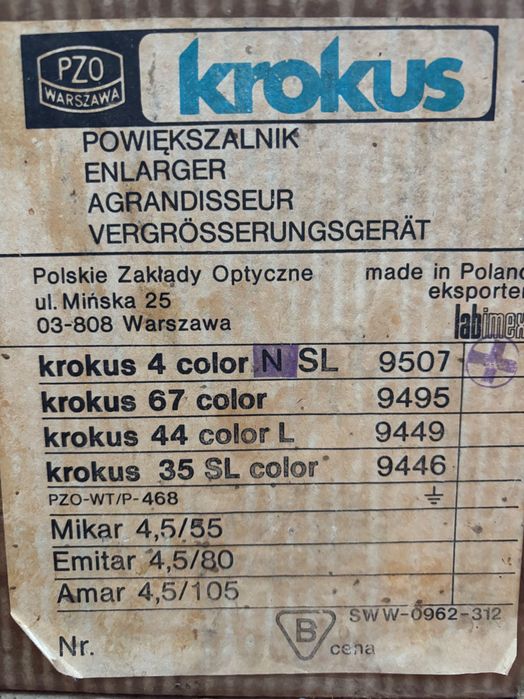 PZO
WARSZAWA
krokus
POWIĘKSZALNIK
ENLARGER
AGRANDISSEUR
VERGRÖSSERUNGSGERÄT
Polskie Zakłady Optyczne
ul. Mińska 25
03-808 Warszawa
made in Poland
eksporter
labimex
krokus 4 color N SL 9507
krokus 67 color 9495
krokus 44 color L 9449
krokus 35 SL color 9446
PZO-WT/P-468
Mikar 4,5/55
Emitar 4,5/80
Amar 4,5/105
Nr.
B
SWW-0962-312
cena